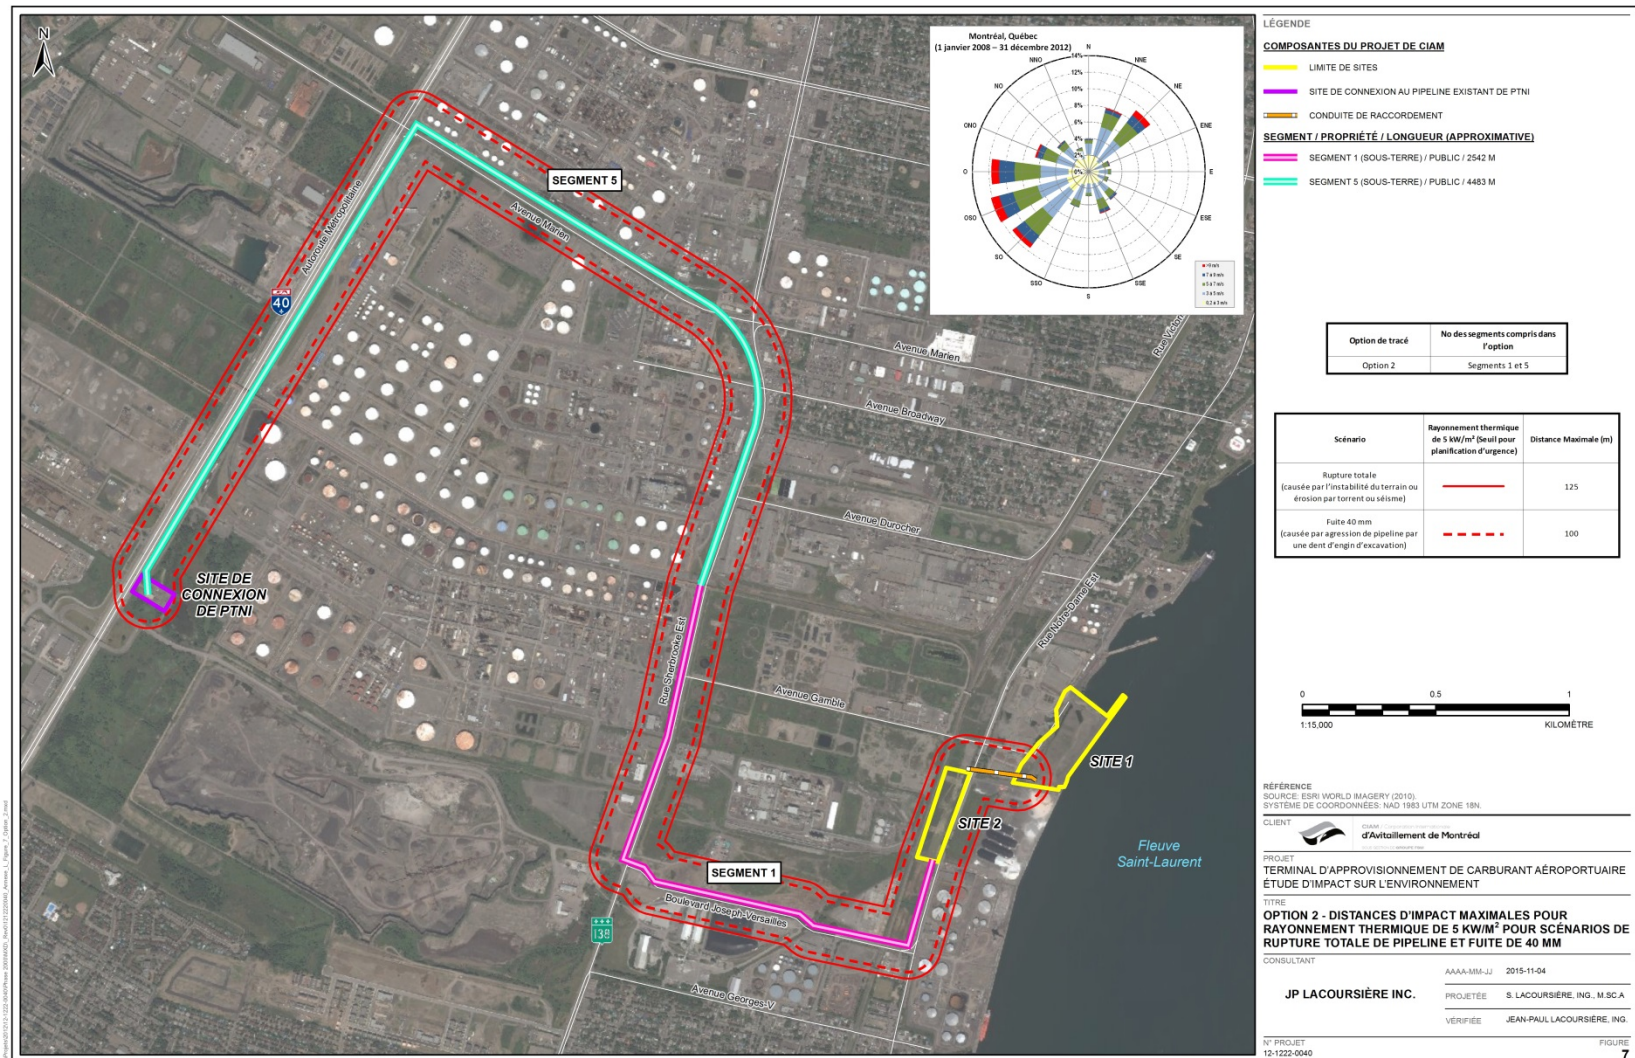 N
SEGMENT 5
Avenue Marien
Autoroute Métropolitaine
40
SITE DE
CONNEXION
DE PTNI
Rue Sherbrooke Est
Avenue Marien
Avenue Broadway
Avenue Durocher
Rue Notre-Dame Est
Avenue Gamble
SITE 1
SITE 2
SEGMENT 1
Boulevard Joseph-Versailles
138
Avenue Georges-V
Fleuve
Saint-Laurent
Montréal, Québec
(1 janvier 2008 – 31 décembre 2012)
N
NNE
NE
ENE
E
ESE
SE
SSE
S
SSO
SO
OSO
O
ONO
NO
NNO
14%
12%
10%
8%
6%
4%
2%
0%
LÉGENDE
COMPOSANTES DU PROJET DE CIAM
LIMITE DE SITES
SITE DE CONNEXION AU PIPELINE EXISTANT DE PTNI
CONDUITE DE RACCORDEMENT
SEGMENT / PROPRIÉTÉ / LONGUEUR (APPROXIMATIVE)
SEGMENT 1 (SOUS-TERRE) / PUBLIC / 2542 M
SEGMENT 5 (SOUS-TERRE) / PUBLIC / 4483 M
Option de tracé
No des segments compris dans
l'option
Option 2
Segments 1 et 5
Scénario
Rayonnement thermique
de 5 kW/m² (Seuil pour
planification d'urgence)
Distance Maximale (m)
Rupture totale
(causée par l'instabilité du terrain ou
érosion par torrent ou séisme)
125
Fuite 40 mm
(causée par agression de pipeline par
une dent d'engin d'excavation)
100
0 0.5 1
1:15,000 KILOMÈTRE
RÉFÉRENCE
SOURCE: ESRI WORLD IMAGERY (2010).
SYSTÈME DE COORDONNÉES: NAD 1983 UTM ZONE 18N.
CLIENT
d'Avitaillement de Montréal
PROJET
TERMINAL D'APPROVISIONNEMENT DE CARBURANT AÉROPORTUAIRE
ÉTUDE D'IMPACT SUR L'ENVIRONNEMENT
TITRE
OPTION 2 - DISTANCES D'IMPACT MAXIMALES POUR
RAYONNEMENT THERMIQUE DE 5 KW/M² POUR SCÉNARIOS DE
RUPTURE TOTALE DE PIPELINE ET FUITE DE 40 MM
CONSULTANT
JP LACOURSIÈRE INC.
AAAA-MM-JJ 2015-11-04
PROJETÉE S. LACOURSIÈRE, ING., M.SC.A
VÉRIFIÉE JEAN-PAUL LACOURSIÈRE, ING.
N° PROJET
12-1222-0040
FIGURE
7